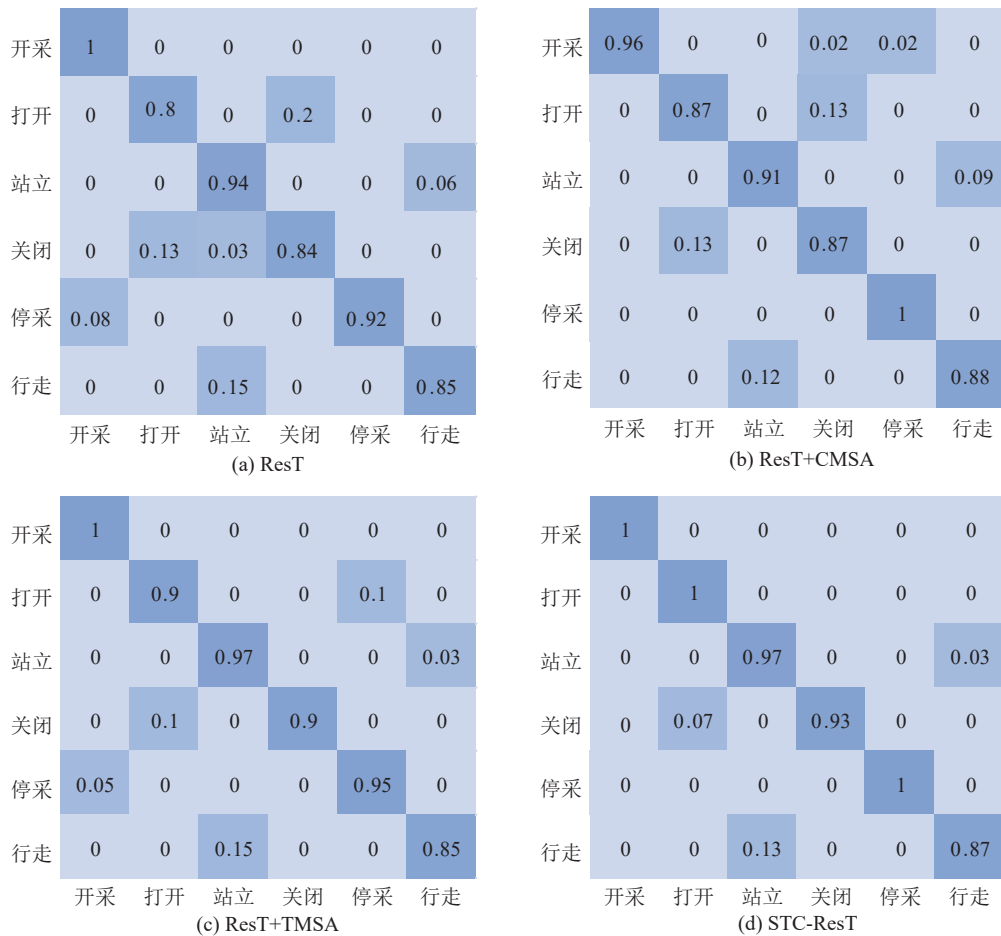 开采 1 0 0 0 0 0
打开 0 0.8 0 0.2 0 0
站立 0 0 0.94 0 0 0.06
关闭 0 0.13 0.03 0.84 0 0
停采 0.08 0 0 0 0.92 0
行走 0 0 0.15 0 0 0.85
开采 打开 站立 关闭 停采 行走
(a) ResT
开采 0.96 0 0 0.02 0.02 0
打开 0 0.87 0 0.13 0 0
站立 0 0 0.91 0 0 0.09
关闭 0 0.13 0 0.87 0 0
停采 0 0 0 0 1 0
行走 0 0 0.12 0 0 0.88
开采 打开 站立 关闭 停采 行走
(b) ResT+CMSA
开采 1 0 0 0 0 0
打开 0 0.9 0 0 0.1 0
站立 0 0 0.97 0 0 0.03
关闭 0 0.1 0 0.9 0 0
停采 0.05 0 0 0 0.95 0
行走 0 0 0.15 0 0 0.85
开采 打开 站立 关闭 停采 行走
(c) ResT+TMSA
开采 1 0 0 0 0 0
打开 0 1 0 0 0 0
站立 0 0 0.97 0 0 0.03
关闭 0 0.07 0 0.93 0 0
停采 0 0 0 0 1 0
行走 0 0 0.13 0 0 0.87
开采 打开 站立 关闭 停采 行走
(d) STC-ResT